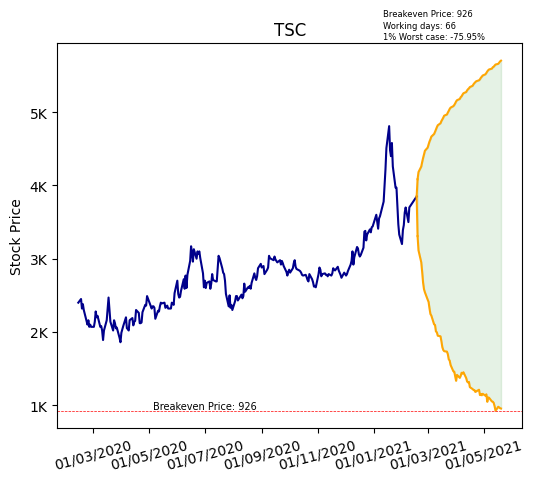 Breakeven Price: 926
Working days: 66
1% Worst case: -75.95%
TSC
Stock Price
5K
4K
3K
2K
1K
Breakeven Price: 926
01/03/2020 01/05/2020 01/07/2020 01/09/2020 01/11/2020 01/01/2021 01/03/2021 01/05/2021